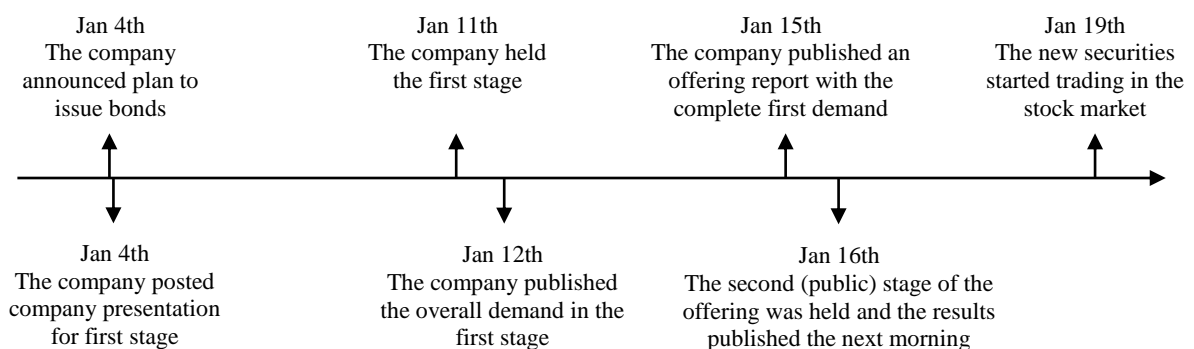 Jan 4th
The company
announced plan to
issue bonds
Jan 11th
The company held
the first stage
Jan 15th
The company published an
offering report with the
complete first demand
Jan 19th
The new securities
started trading in the
stock market
Jan 4th
The company posted
company presentation
for first stage
Jan 12th
The company published
the overall demand in the
first stage
Jan 16th
The second (public) stage of the
offering was held and the results
published the next morning